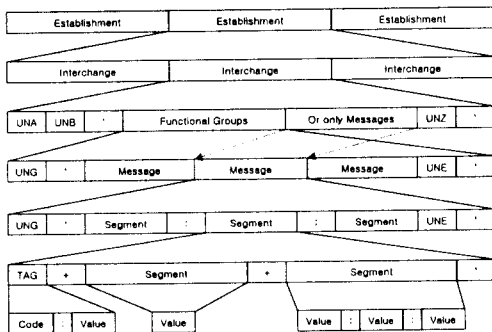 Establishment Establishment Establishment
Interchange Interchange Interchange
UNA UNB ' Functional Groups Or only Messages UNZ '
UNG ' Message Message Message UNE '
UNG ' Segment : Segment : Segment UNE '
TAG + Segment + Segment '
Code : Value Value Value : Value : Value